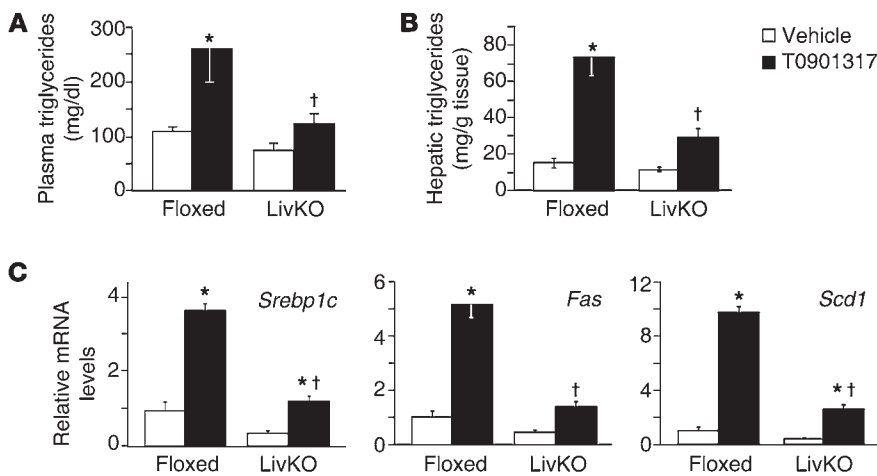 A
Plasma triglycerides
(mg/dl)
300
200
100
0
*
†
Floxed
LivKO
B
Hepatic triglycerides
(mg/g tissue)
80
60
40
20
0
*
†
Floxed
LivKO
Vehicle
T0901317
C
Relative mRNA
levels
4
2
0
*
* †
Srebp1c
Floxed
LivKO
6
4
2
0
*
†
Fas
Floxed
LivKO
12
8
4
0
*
* †
Scd1
Floxed
LivKO